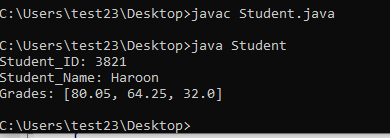 C:\Users\test23\Desktop>javac Student.java
C:\Users\test23\Desktop>java Student
Student_ID: 3821
Student_Name: Haroon
Grades: [80.05, 64.25, 32.0]
C:\Users\test23\Desktop>